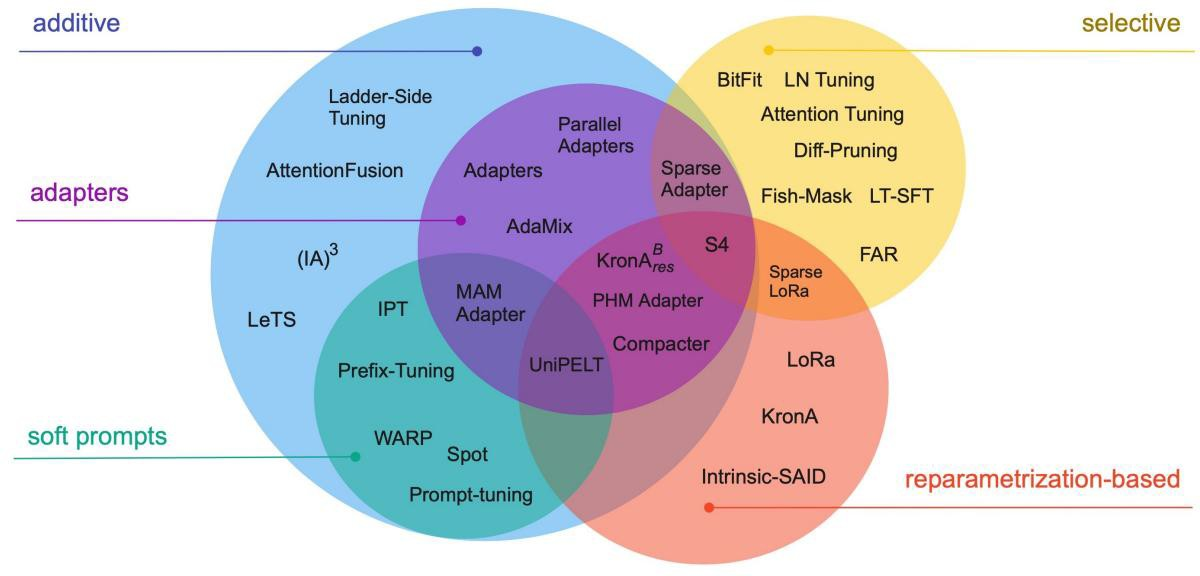 additive
selective
BitFit LN Tuning
Ladder-Side
Tuning
Attention Tuning
Parallel
Adapters
Diff-Pruning
AttentionFusion
Adapters
Sparse
Adapter
adapters
Fish-Mask LT-SFT
AdaMix
(IA)³
KronA^B_res
S4
FAR
Sparse
LoRa
MAM
Adapter
PHM Adapter
IPT
LeTS
Compacter
UniPELT
LoRa
Prefix-Tuning
KronA
soft prompts
WARP
Spot
Intrinsic-SAID
reparametrization-based
Prompt-tuning